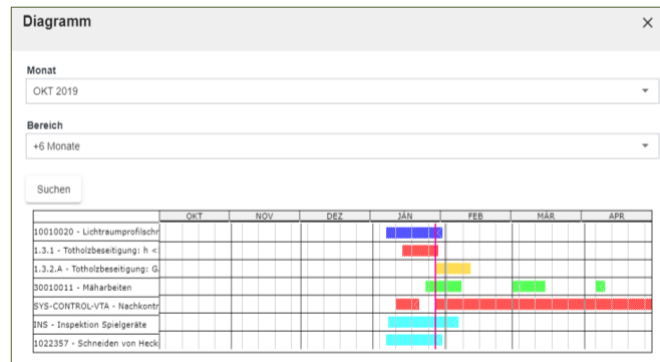 Diagramm
Monat
OKT 2019
Bereich
+6 Monate
Suchen
OKT NOV DEZ JÄN FEB MÄR APR
10010020 - Lichtraumprofilschr
1.3.1 - Totholzbeseitigung: h <
1.3.2.A - Totholzbeseitigung: G
30010011 - Mäharbeiten
SYS-CONTROL-VTA - Nachkontr
INS - Inspektion Spielgeräte
1022357 - Schneiden von Heck